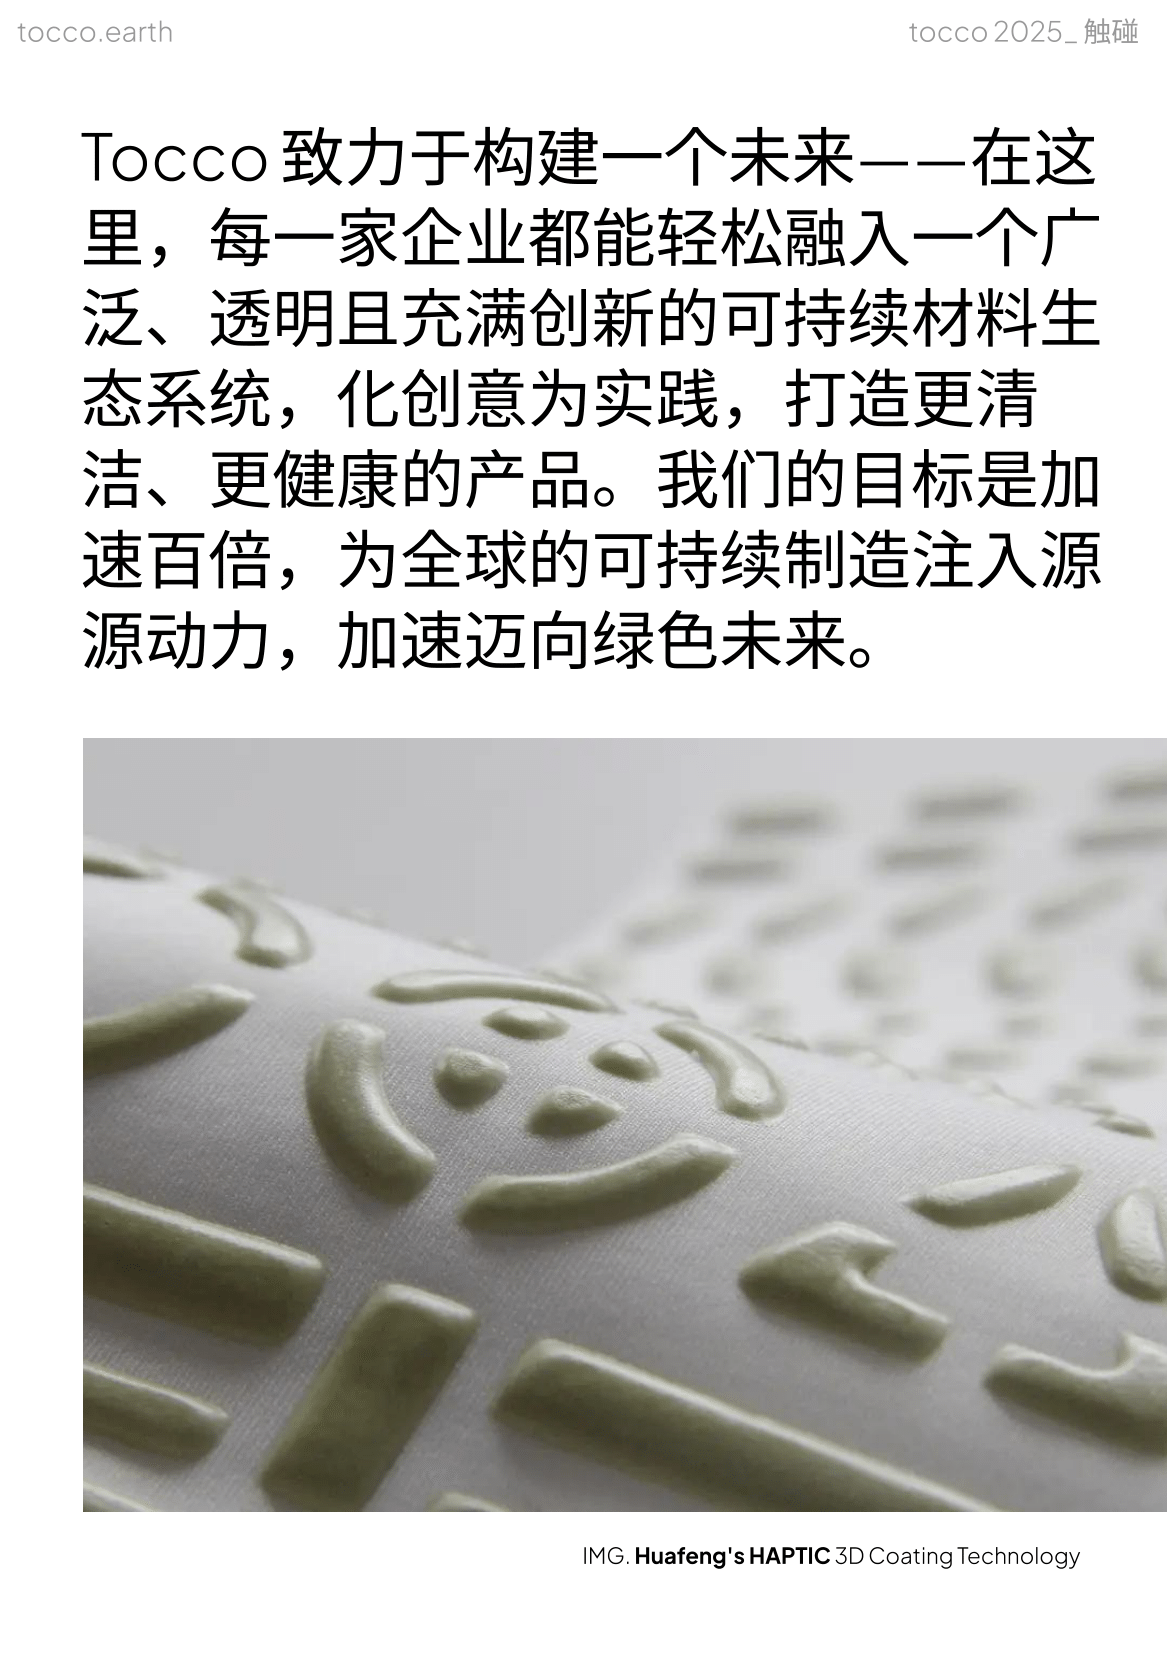 tocco.earth
tocco 2025_ 触碰
Tocco 致力于构建一个未来——在这
里，每一家企业都能轻松融入一个广
泛、透明且充满创新的可持续材料生
态系统，化创意为实践，打造更清
洁、更健康的产品。我们的目标是加
速百倍，为全球的可持续制造注入源
源动力，加速迈向绿色未来。
IMG. Huafeng's HAPTIC 3D Coating Technology